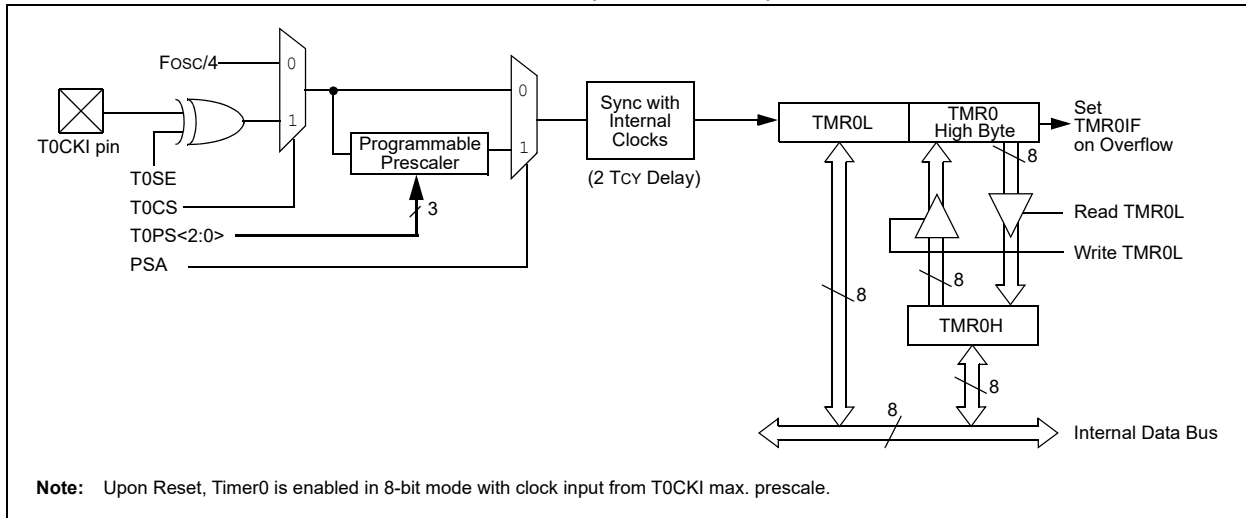 FOSC/4
0
1
T0CKI pin
T0SE
T0CS
T0PS<2:0>
PSA
Programmable
Prescaler
3
0
1
Sync with
Internal
Clocks
(2 TCY Delay)
TMR0L
TMR0
High Byte
Set
TMR0IF
on Overflow
8
Read TMR0L
Write TMR0L
8
8
TMR0H
8
8
Internal Data Bus
Note: Upon Reset, Timer0 is enabled in 8-bit mode with clock input from T0CKI max. prescale.